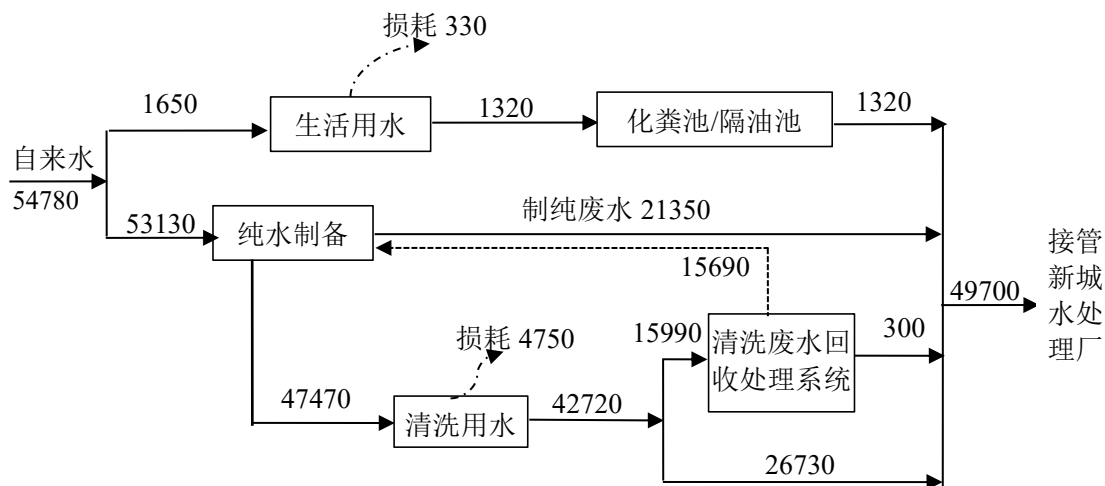 损耗 330
1650
生活用水
1320
化粪池/隔油池
1320
自来水
54780
53130
纯水制备
制纯废水 21350
15690
接管
新城
水处
理厂
49700
损耗 4750
15990
清洗废水回
收处理系统
300
47470
清洗用水
42720
26730